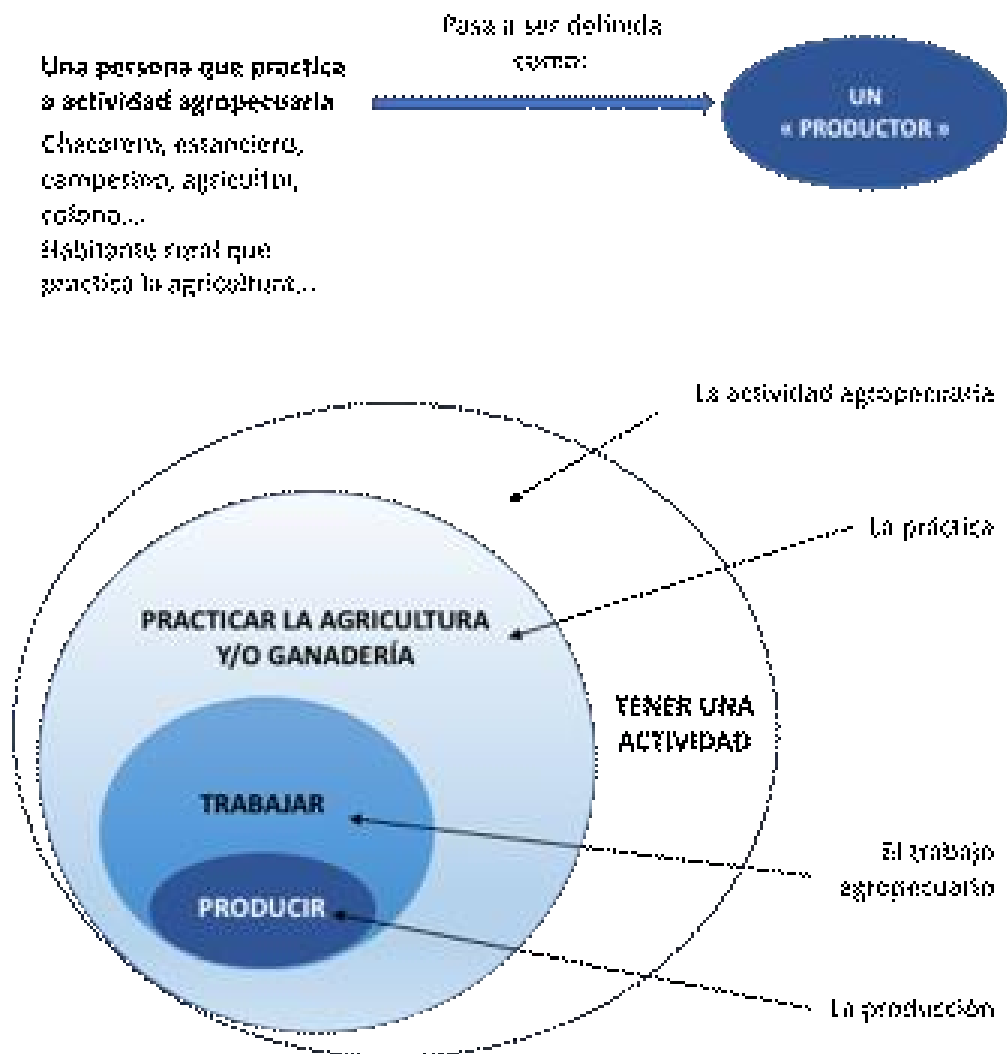 Pasa a ser definida
como:
Una persona que practica
a actividad agropecuaria
Chacarero, estanciero,
campesino, agricultor,
colono...
Habitante rural que
practica la agricultura...
UN
« PRODUCTOR »
La actividad agropecuaria
La práctica
PRACTICAR LA AGRICULTURA
Y/O GANADERÍA
TENER UNA
ACTIVIDAD
TRABAJAR
El trabajo
agropecuario
PRODUCIR
La producción